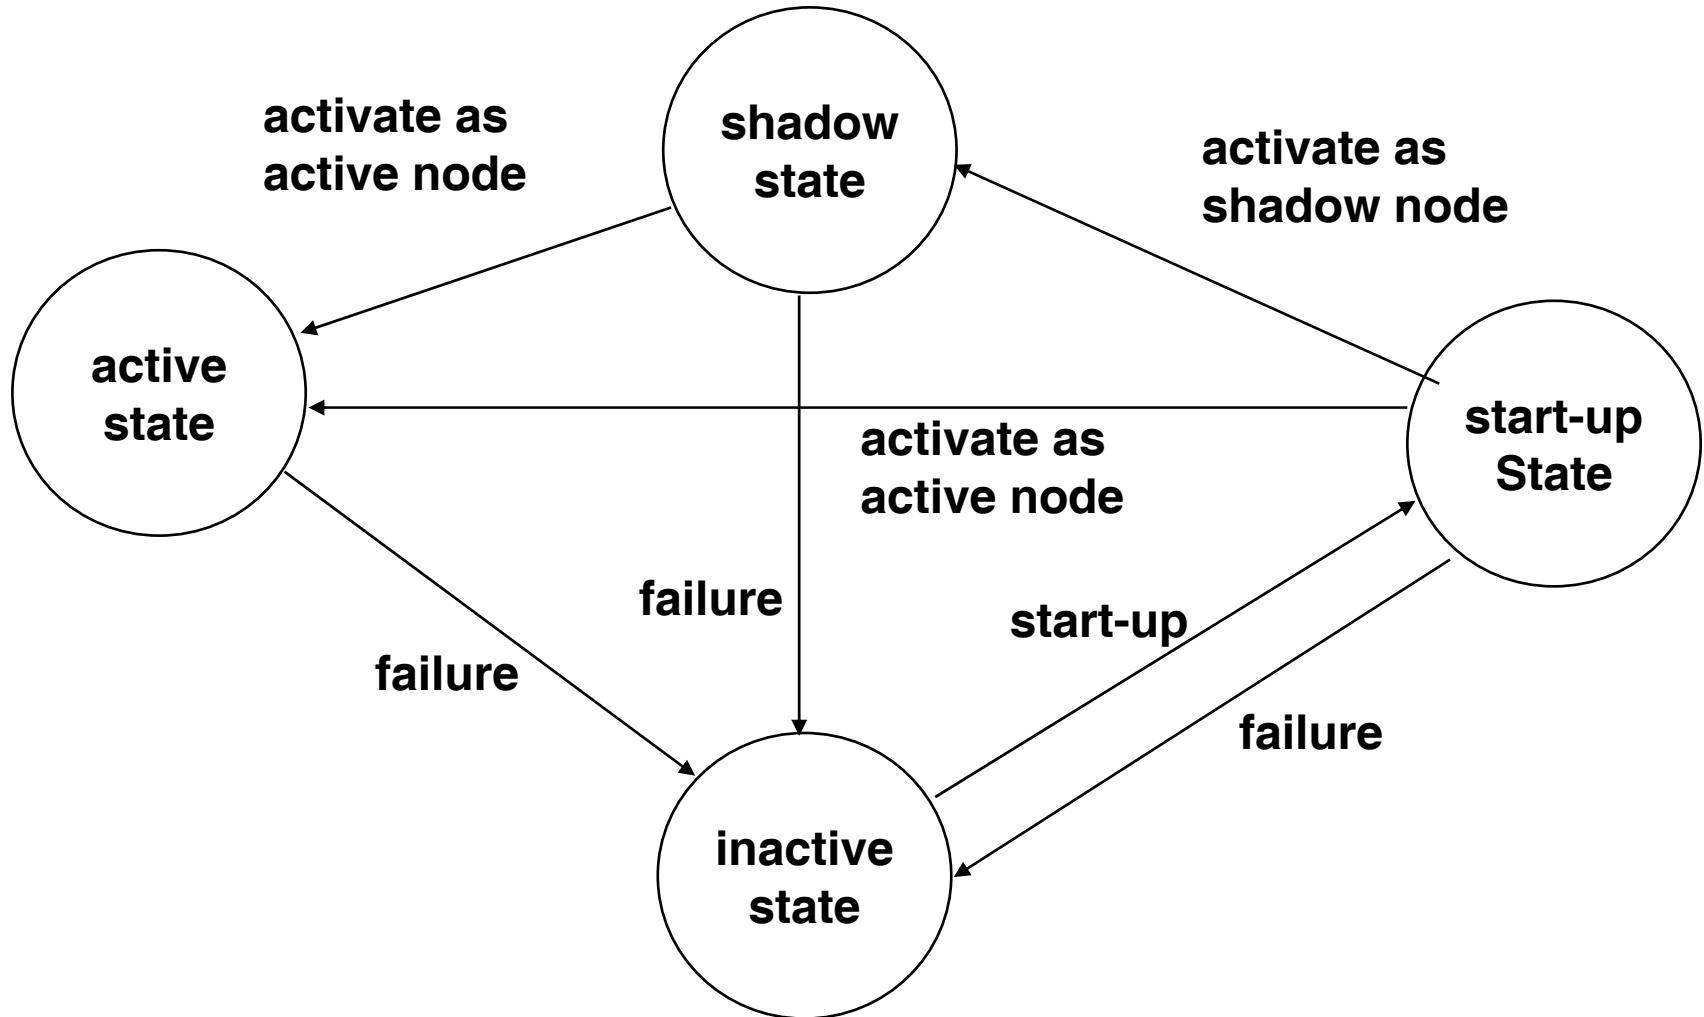 shadow
state
activate as
active node
activate as
shadow node
active
state
activate as
active node
start-up
State
failure
start-up
failure
failure
inactive
state